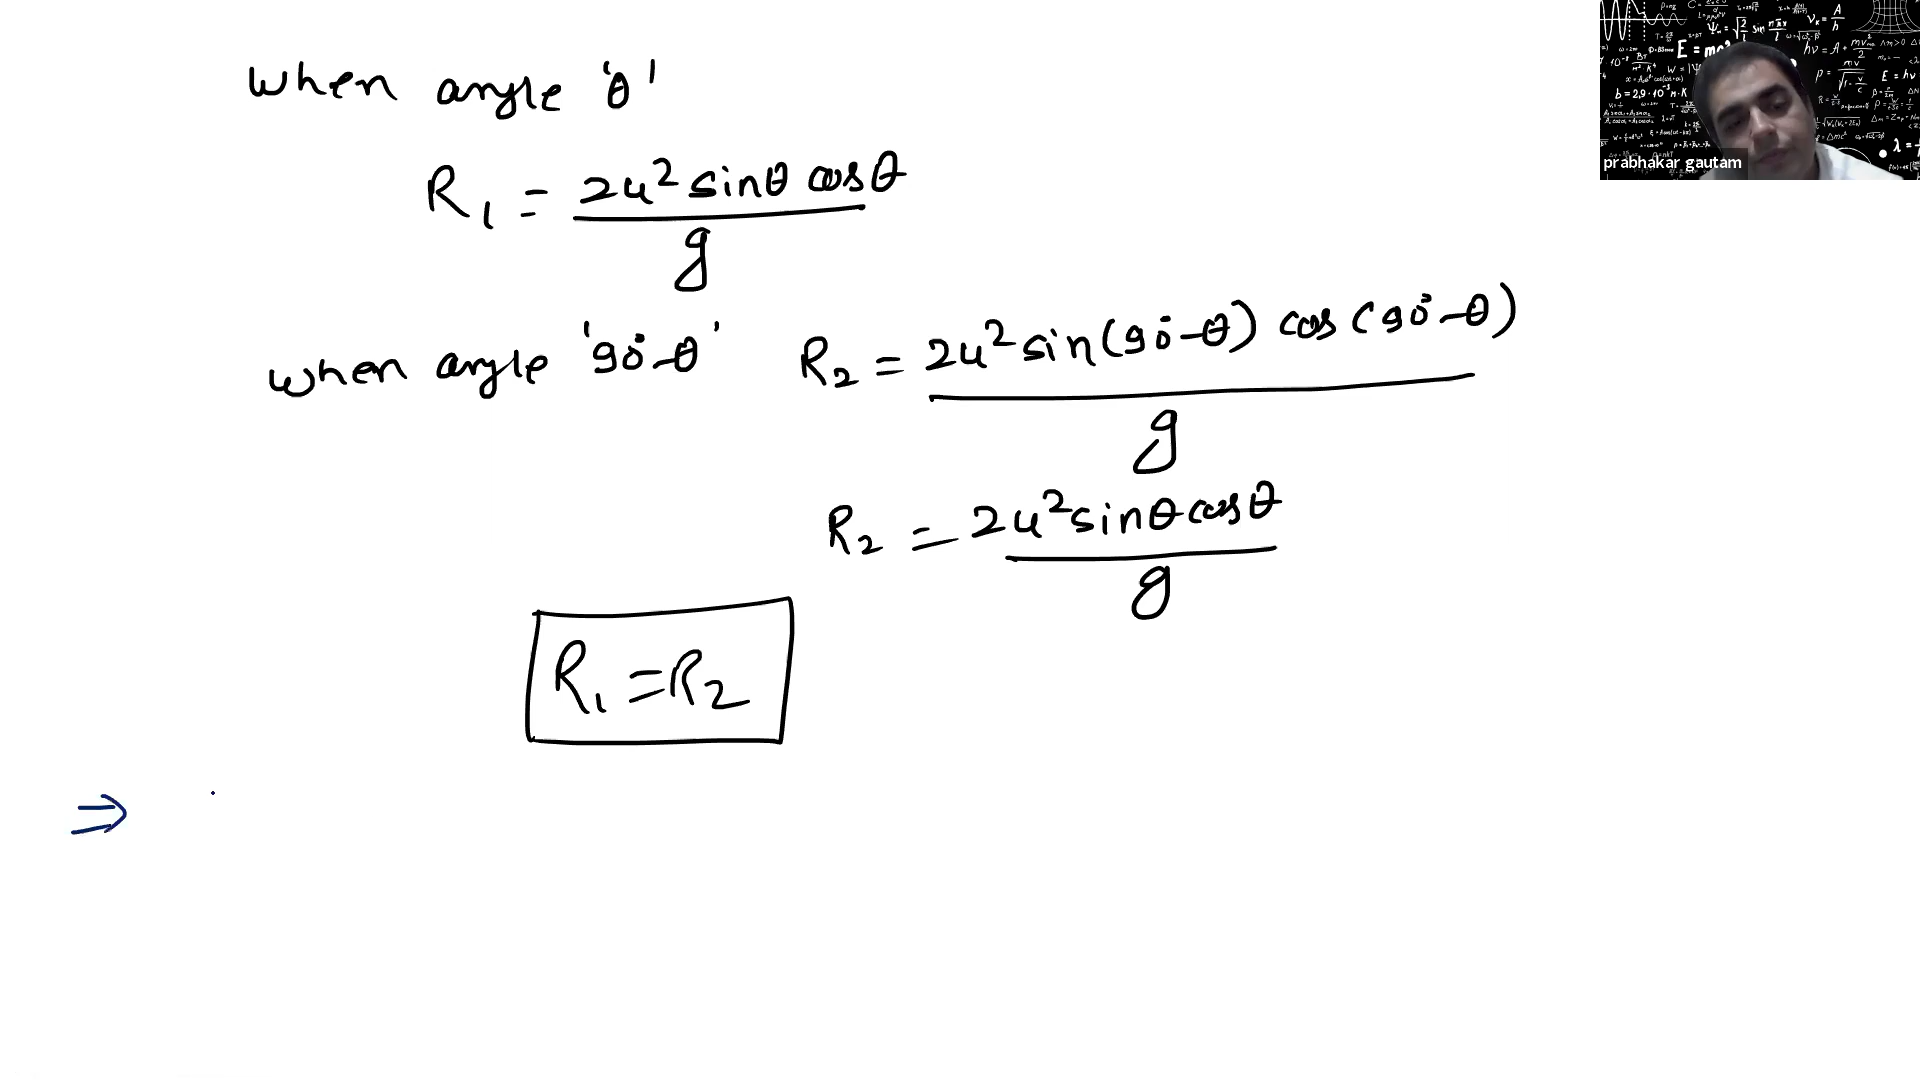 when angle 'θ'
R₁ = 2u² sinθ cosθ / g
when angle '90°-θ' R₂ = 2u² sin(90°-θ) cos(90°-θ) / g
R₂ = 2u² sinθ cosθ / g
R₁ = R₂
⇒
prabhakar gautam